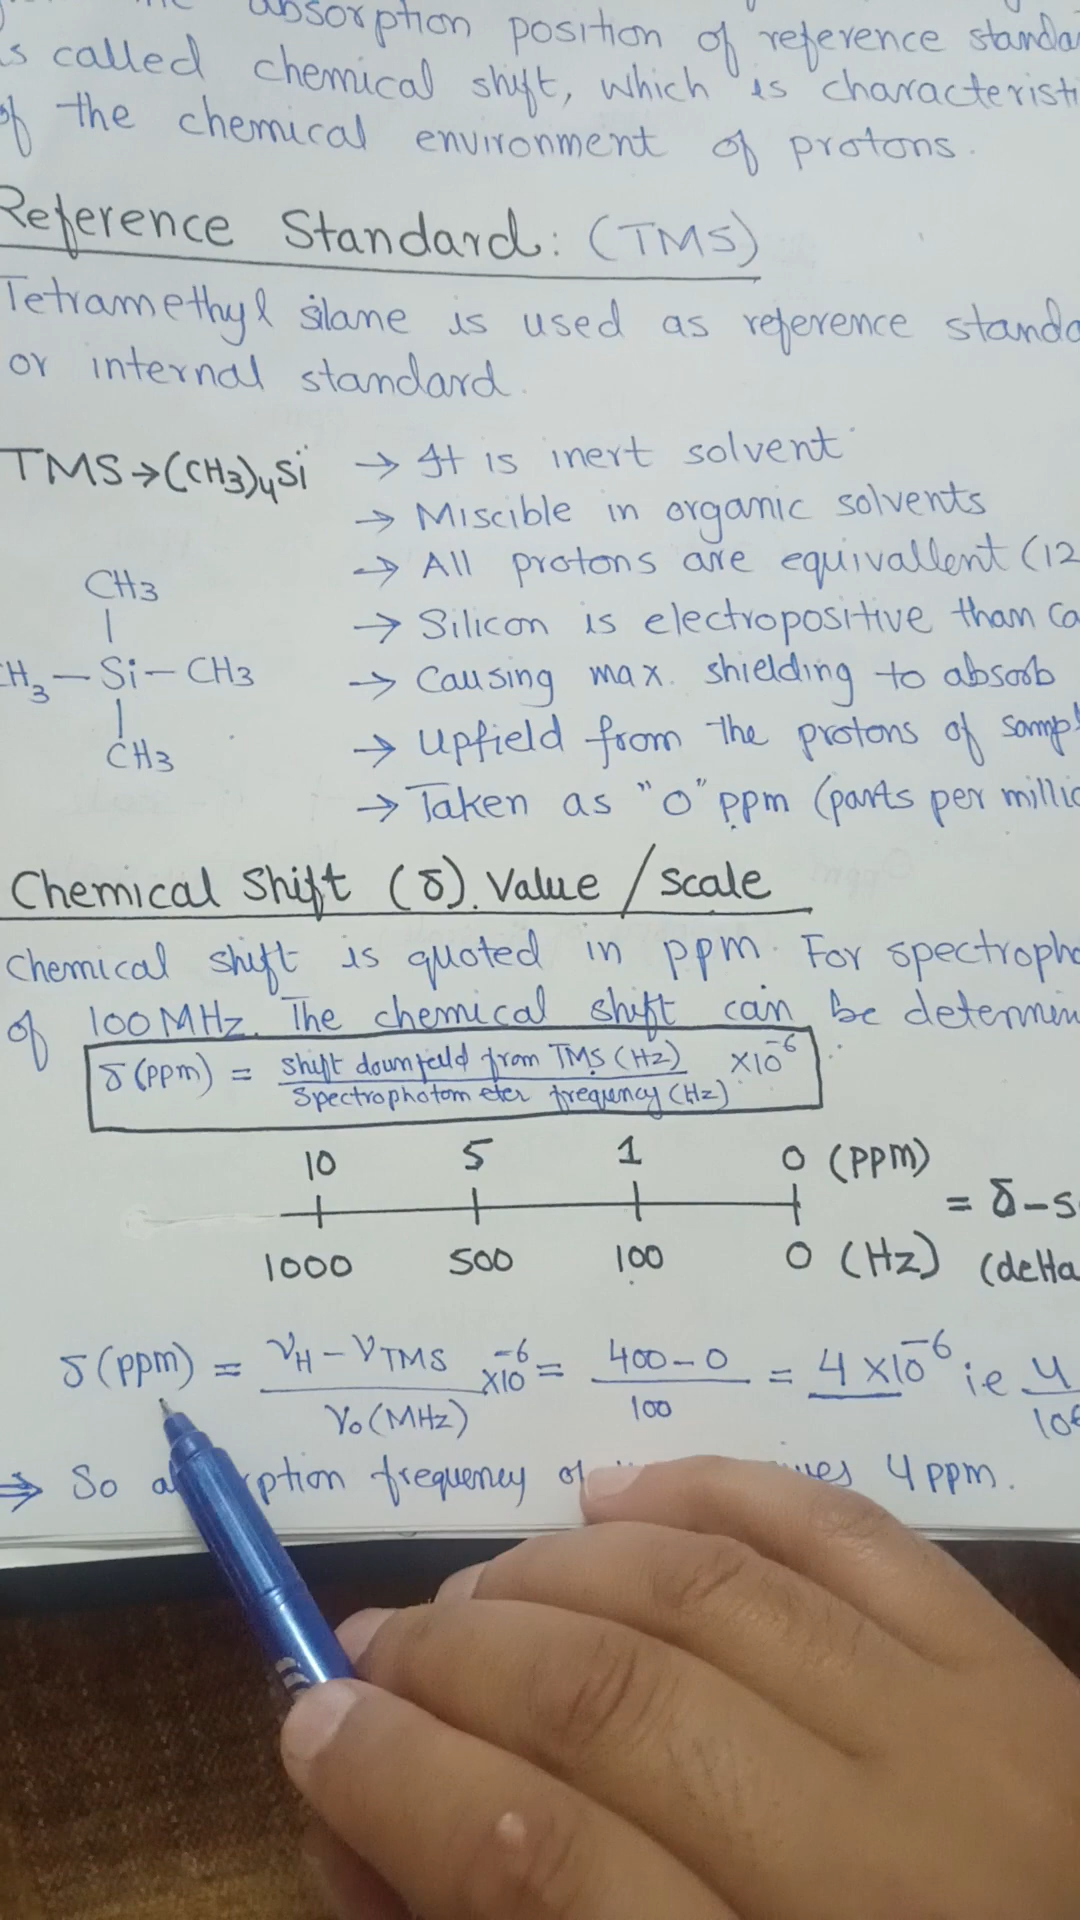 absorption position of reference standa
s called chemical shift, which is characteristi
of the chemical environment of protons.
Reference Standard: (TMS)
Tetramethyl silane is used as reference standa
or internal standard.
TMS→(CH3)4Si → It is inert solvent
→ Miscible in organic solvents
→ All protons are equivallent (12
CH3
→ Silicon is electropositive than Ca
CH3–Si–CH3 → Causing max. shielding to absorb
→ Upfield from the protons of sampl
CH3
→ Taken as "0" ppm (parts per millio
Chemical Shift (δ). Value / scale
Chemical shift is quoted in ppm. For spectropho
of 100 MHz. The chemical shift can be determin
δ (ppm) = shift downfeild from TMS (Hz) / Spectrophotometer frequency (Hz) ×10⁻⁶
10 5 1 0 (ppm)
= δ-s
1000 500 100 0 (Hz) (delta
δ (ppm) = νH – νTMS / ν₀ (MHz) ×10⁻⁶ = 400–0 / 100 = 4 ×10⁻⁶ ie 4 / 10
⇒ So frequency 4 ppm.